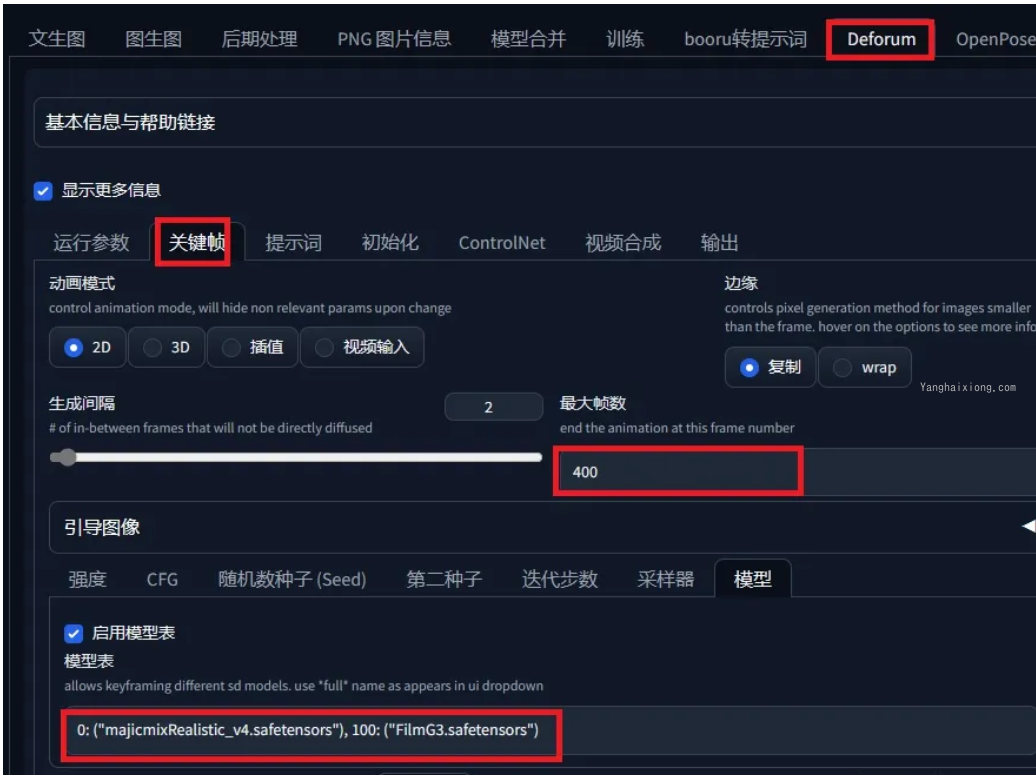 文生图 图生图 后期处理 PNG 图片信息 模型合并 训练 booru转提示词 Deforum OpenPose
基本信息与帮助链接
显示更多信息
运行参数 关键帧 提示词 初始化 ControlNet 视频合成 输出
动画模式
control animation mode, will hide non relevant params upon change
2D 3D 插值 视频输入
边缘
controls pixel generation method for images smaller
than the frame. hover on the options to see more info
复制 wrap
Yanghaixiong.com
生成间隔
2
# of in-between frames that will not be directly diffused
最大帧数
end the animation at this frame number
400
引导图像
强度 CFG 随机数种子 (Seed) 第二种子 迭代步数 采样器 模型
启用模型表
模型表
allows keyframing different sd models. use *full* name as appears in ui dropdown
0: ("majicmixRealistic_v4.safetensors"), 100: ("FilmG3.safetensors")